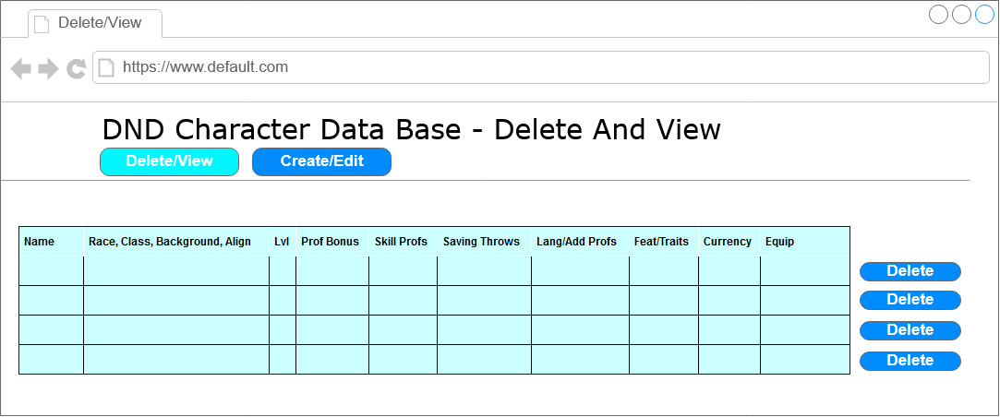 Delete/View
https://www.default.com
DND Character Data Base - Delete And View
Delete/View Create/Edit
Name Race, Class, Background, Align Lvl Prof Bonus Skill Profs Saving Throws Lang/Add Profs Feat/Traits Currency Equip
Delete
Delete
Delete
Delete